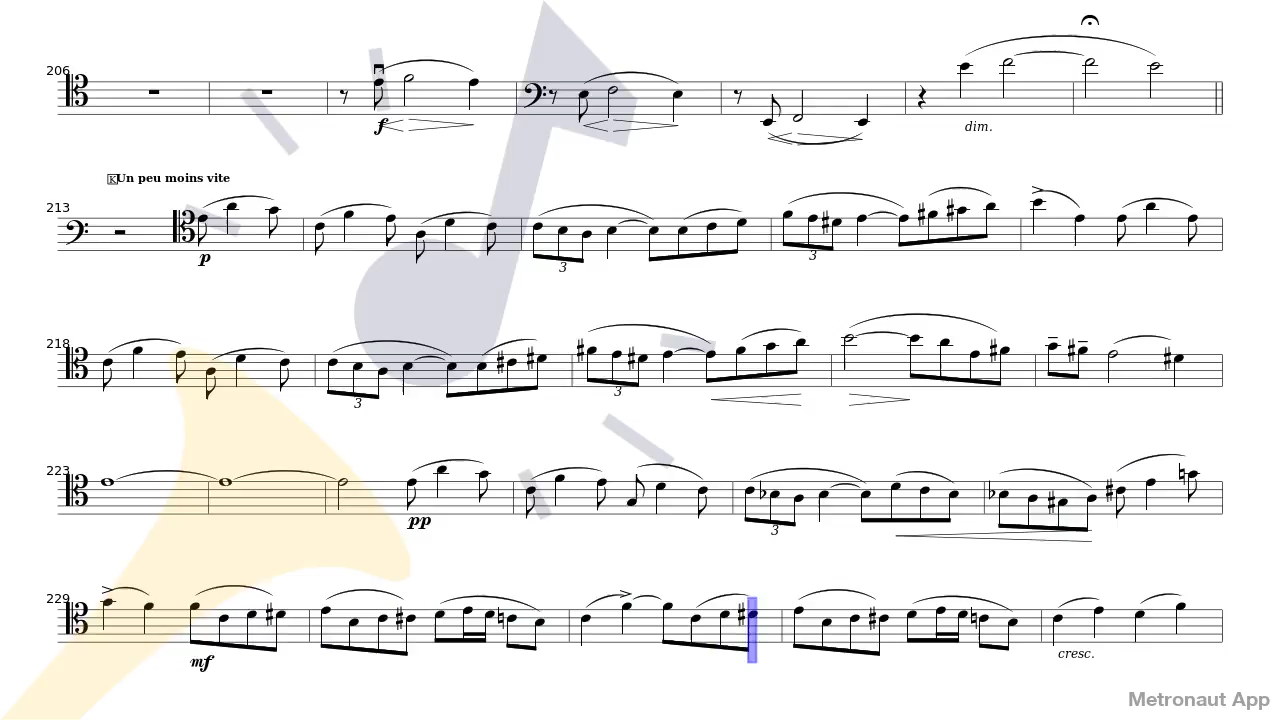 206
f
dim.
Un peu moins vite
213
p
3
3
218
3
3
223
pp
3
229
mf
cresc.
Metronaut App